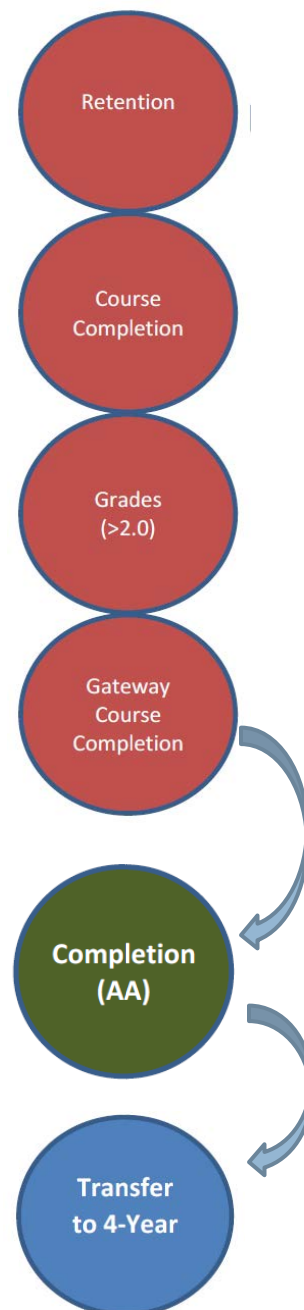 Retention
Course
Completion
Grades
(>2.0)
Gateway
Course
Completion
Completion
(AA)
Transfer
to 4-Year